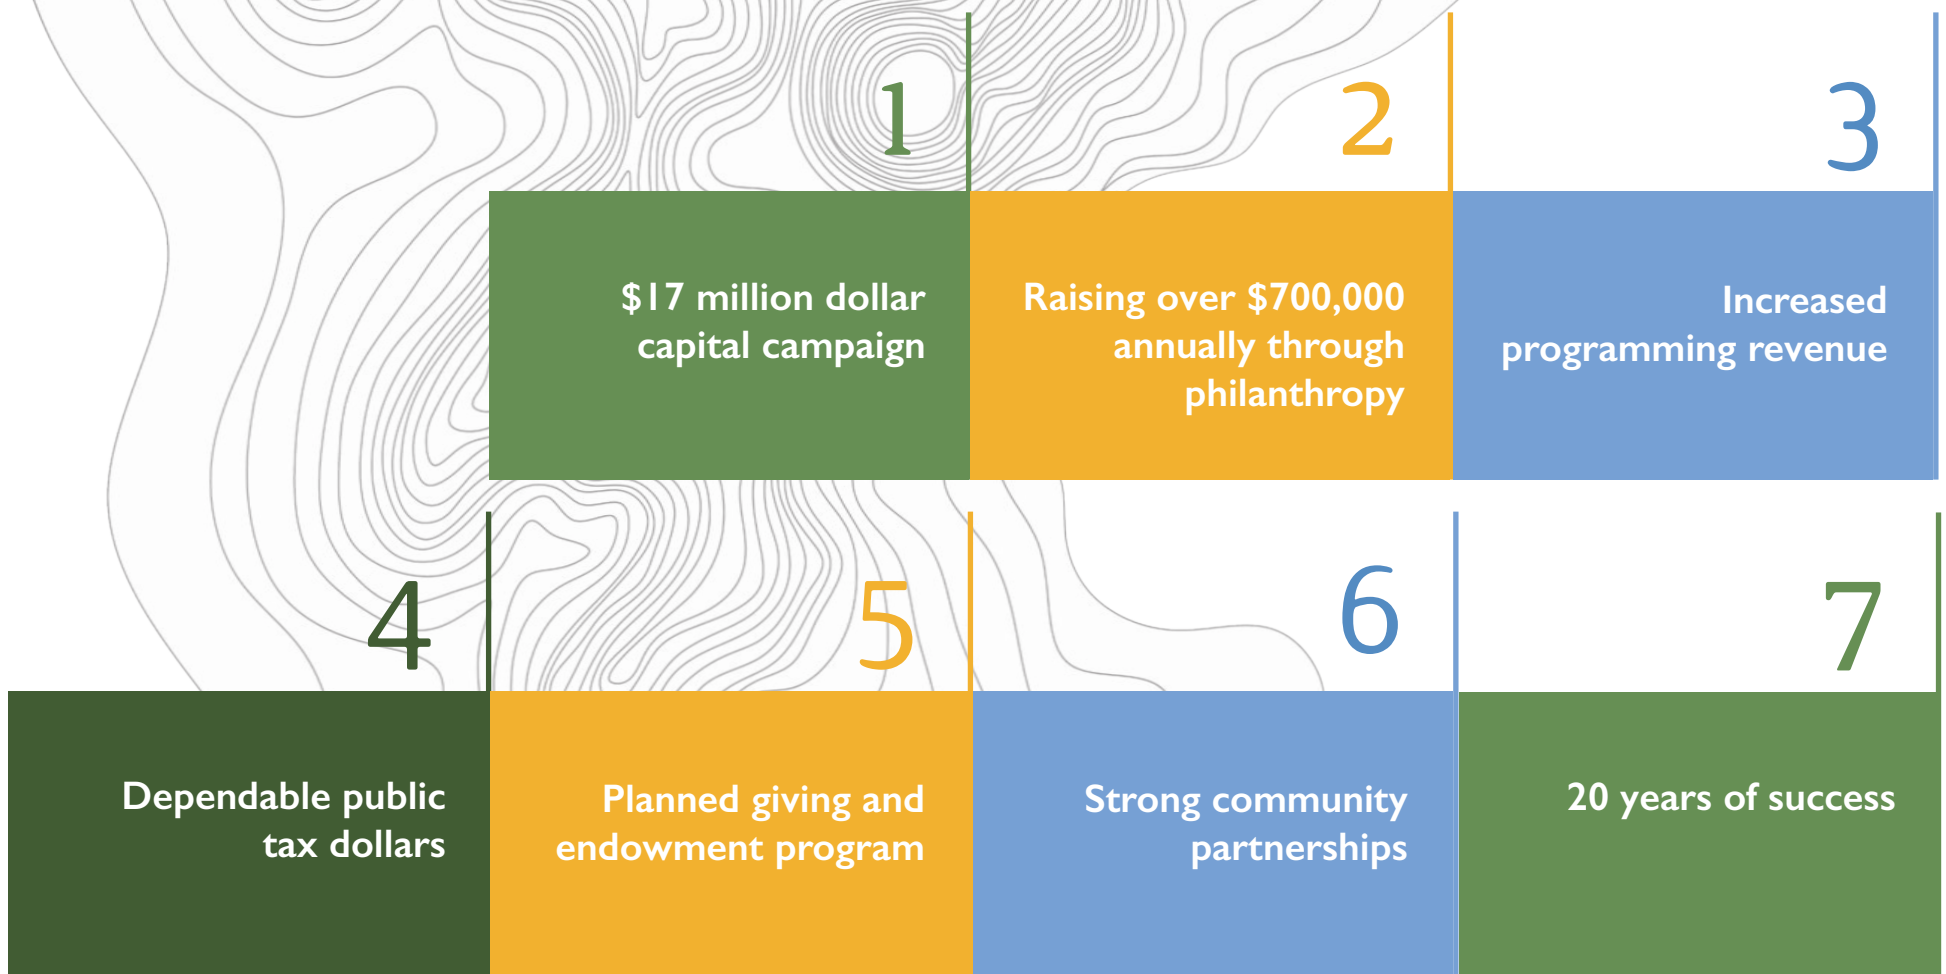 1
$17 million dollar
capital campaign
2
Raising over $700,000
annually through
philanthropy
3
Increased
programming revenue
4
Dependable public
tax dollars
5
Planned giving and
endowment program
6
Strong community
partnerships
7
20 years of success